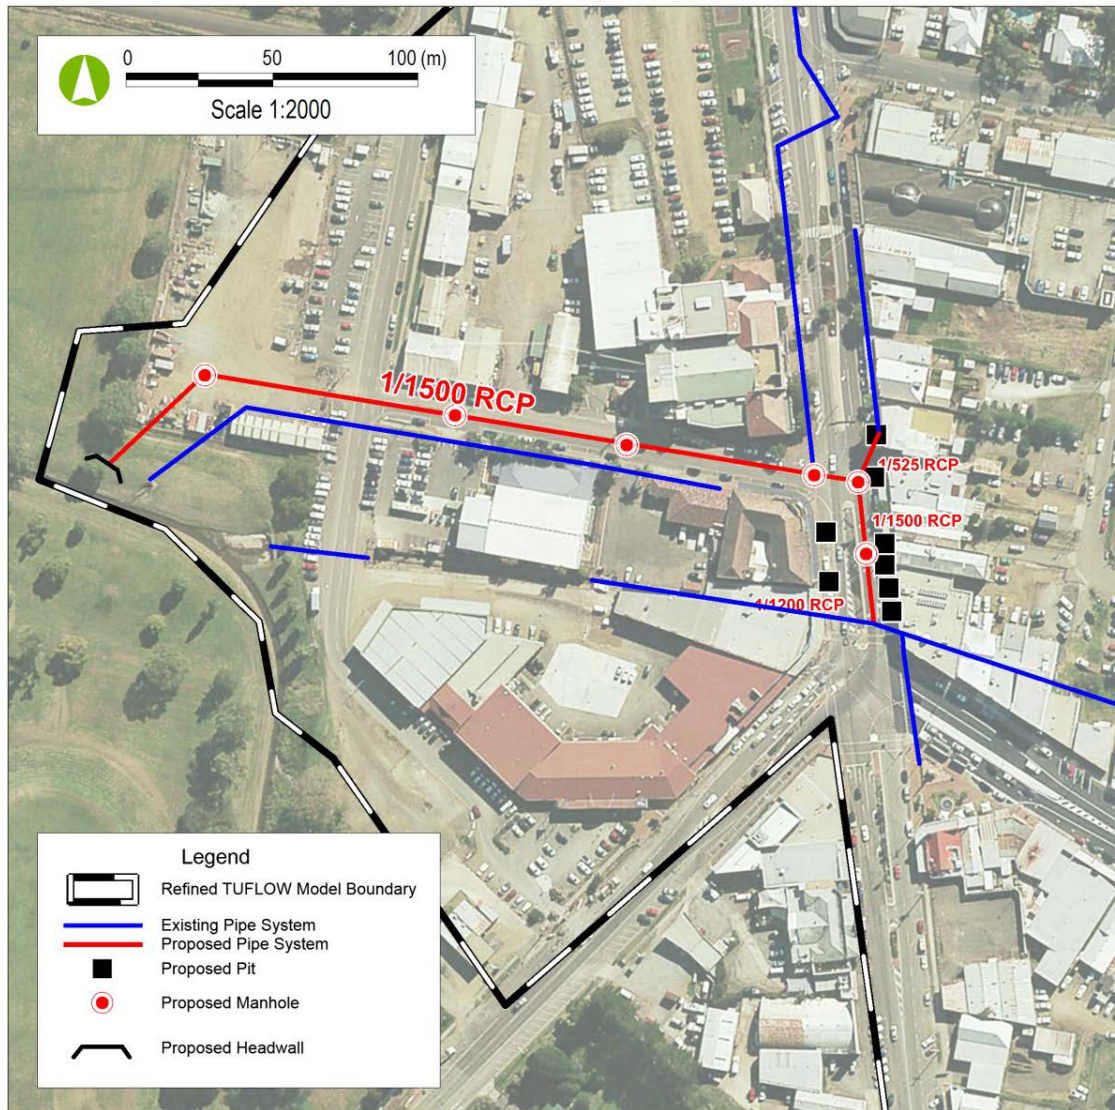 0 50 100 (m)
Scale 1:2000
1/1500 RCP
1/525 RCP
1/1500 RCP
1/1200 RCP
Legend
Refined TUFLOW Model Boundary
Existing Pipe System
Proposed Pipe System
Proposed Pit
Proposed Manhole
Proposed Headwall